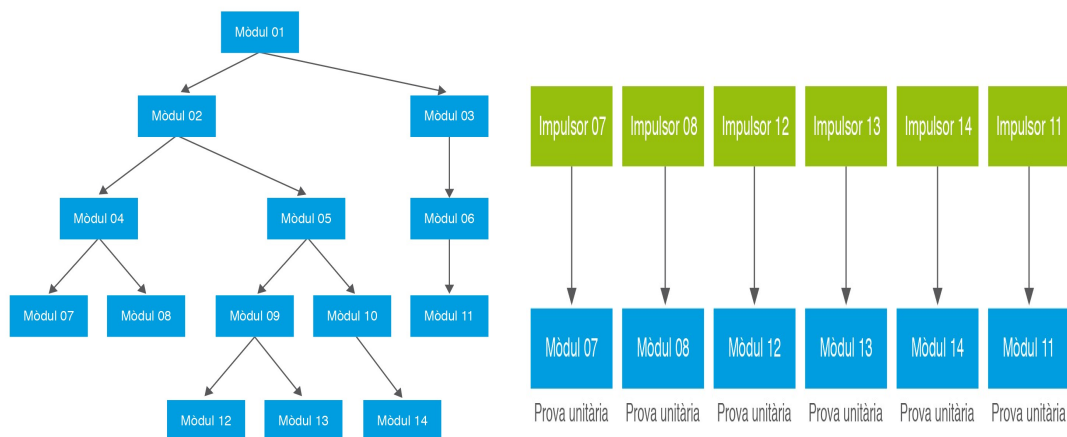 Mòdul 01
Mòdul 02
Mòdul 03
Mòdul 04
Mòdul 05
Mòdul 06
Mòdul 07
Mòdul 08
Mòdul 09
Mòdul 10
Mòdul 11
Mòdul 12
Mòdul 13
Mòdul 14
Impulsor 07
Impulsor 08
Impulsor 12
Impulsor 13
Impulsor 14
Impulsor 11
Mòdul 07
Mòdul 08
Mòdul 12
Mòdul 13
Mòdul 14
Mòdul 11
Prova unitària
Prova unitària
Prova unitària
Prova unitària
Prova unitària
Prova unitària